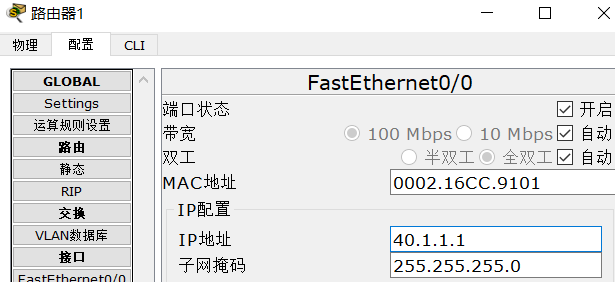 路由器1
物理 配置 CLI
GLOBAL
Settings
运算规则设置
路由
静态
RIP
交换
VLAN数据库
接口
FastEthernet0/0
FastEthernet0/0
端口状态 开启
带宽 100 Mbps 10 Mbps 自动
双工 半双工 全双工 自动
MAC地址 0002.16CC.9101
IP配置
IP地址 40.1.1.1
子网掩码 255.255.255.0